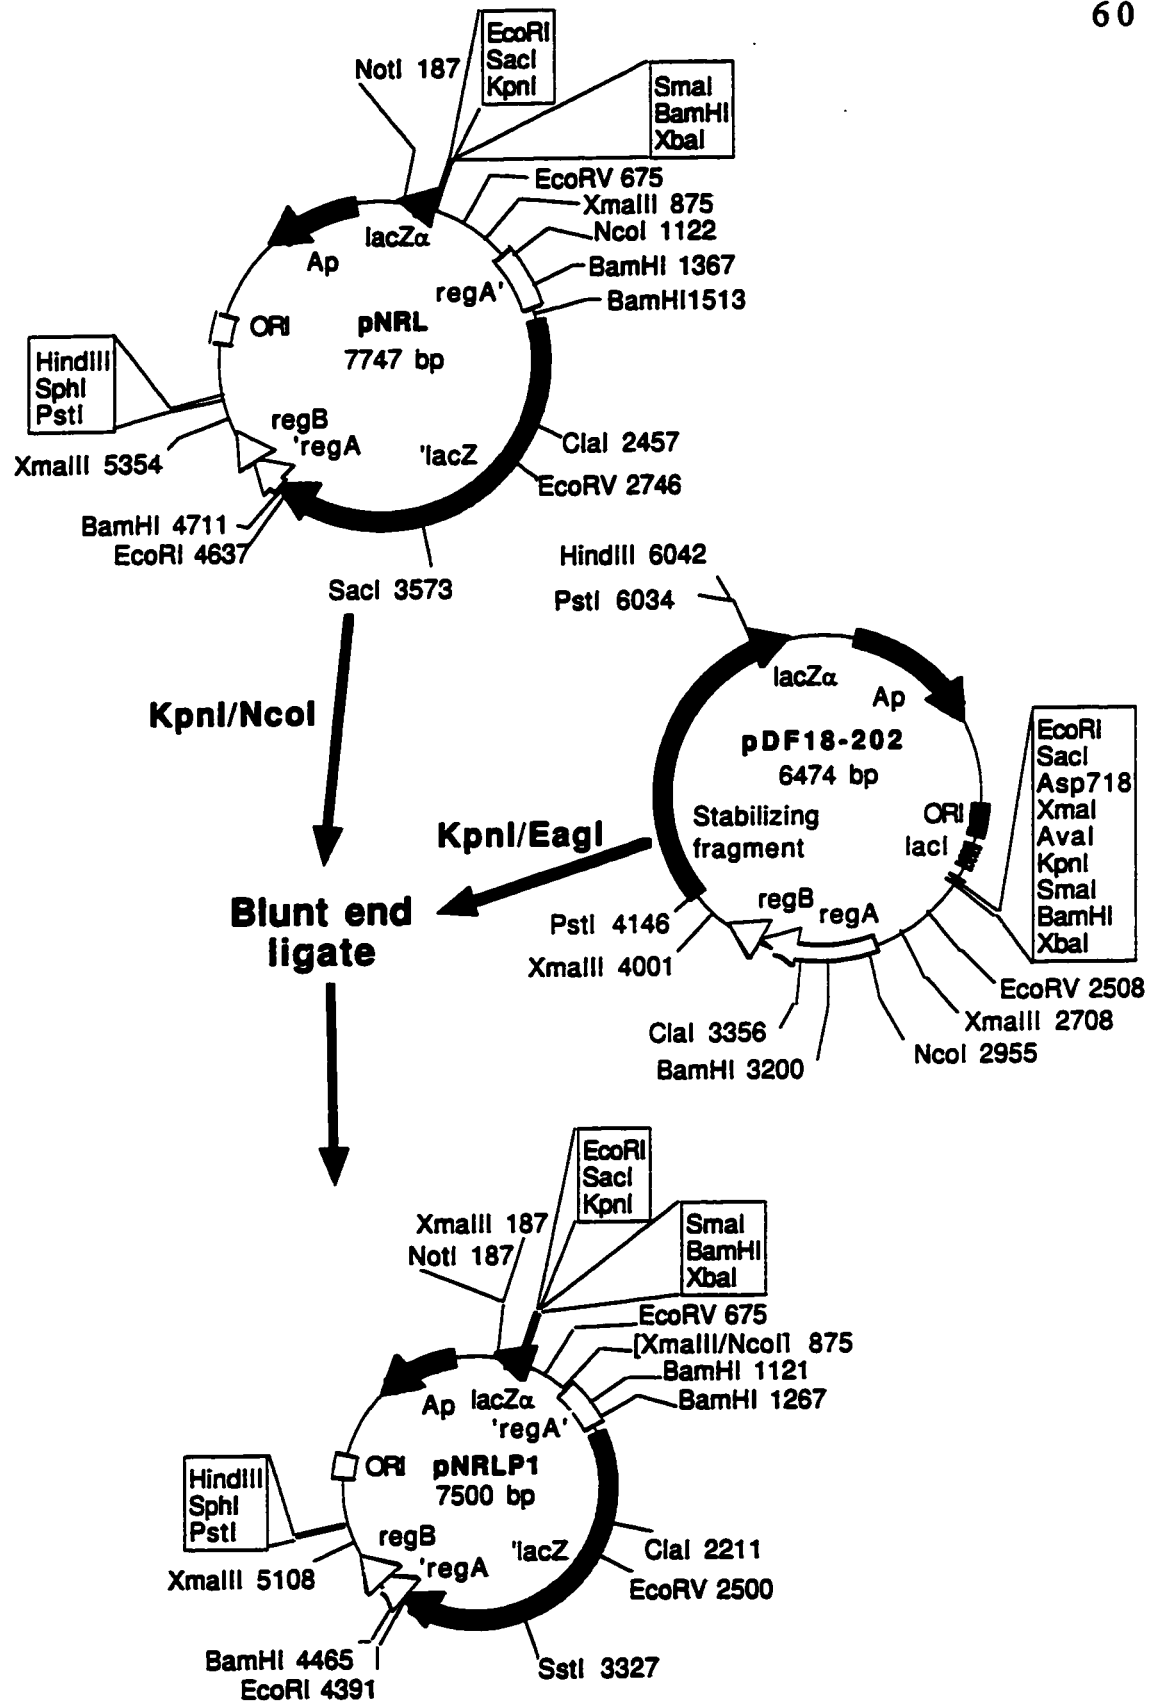 60
EcoRI
SacI
KpnI
NotI 187
SmaI
BamHI
XbaI
EcoRV 675
XmaIII 875
NcoI 1122
BamHI 1367
BamHI1513
lacZα
Ap
regA'
ORI
pNRL
7747 bp
HindIII
SphI
PstI
regB
'regA
'lacZ
ClaI 2457
EcoRV 2746
XmaIII 5354
BamHI 4711
EcoRI 4637
SacI 3573
HindIII 6042
PstI 6034
KpnI/NcoI
lacZα
Ap
pDF18-202
6474 bp
EcoRI
SacI
Asp718
XmaI
AvaI
KpnI
SmaI
BamHI
XbaI
ORI
lacI
Stabilizing
fragment
KpnI/EagI
Blunt end
ligate
regB
regA
PstI 4146
XmaIII 4001
ClaI 3356
BamHI 3200
EcoRV 2508
XmaIII 2708
NcoI 2955
EcoRI
SacI
KpnI
XmaIII 187
NotI 187
SmaI
BamHI
XbaI
EcoRV 675
[XmaIII/NcoI] 875
BamHI 1121
BamHI 1267
Ap
lacZα
'regA'
ORI
pNRLP1
7500 bp
HindIII
SphI
PstI
regB
'regA
'lacZ
ClaI 2211
EcoRV 2500
XmaIII 5108
BamHI 4465
EcoRI 4391
SstI 3327